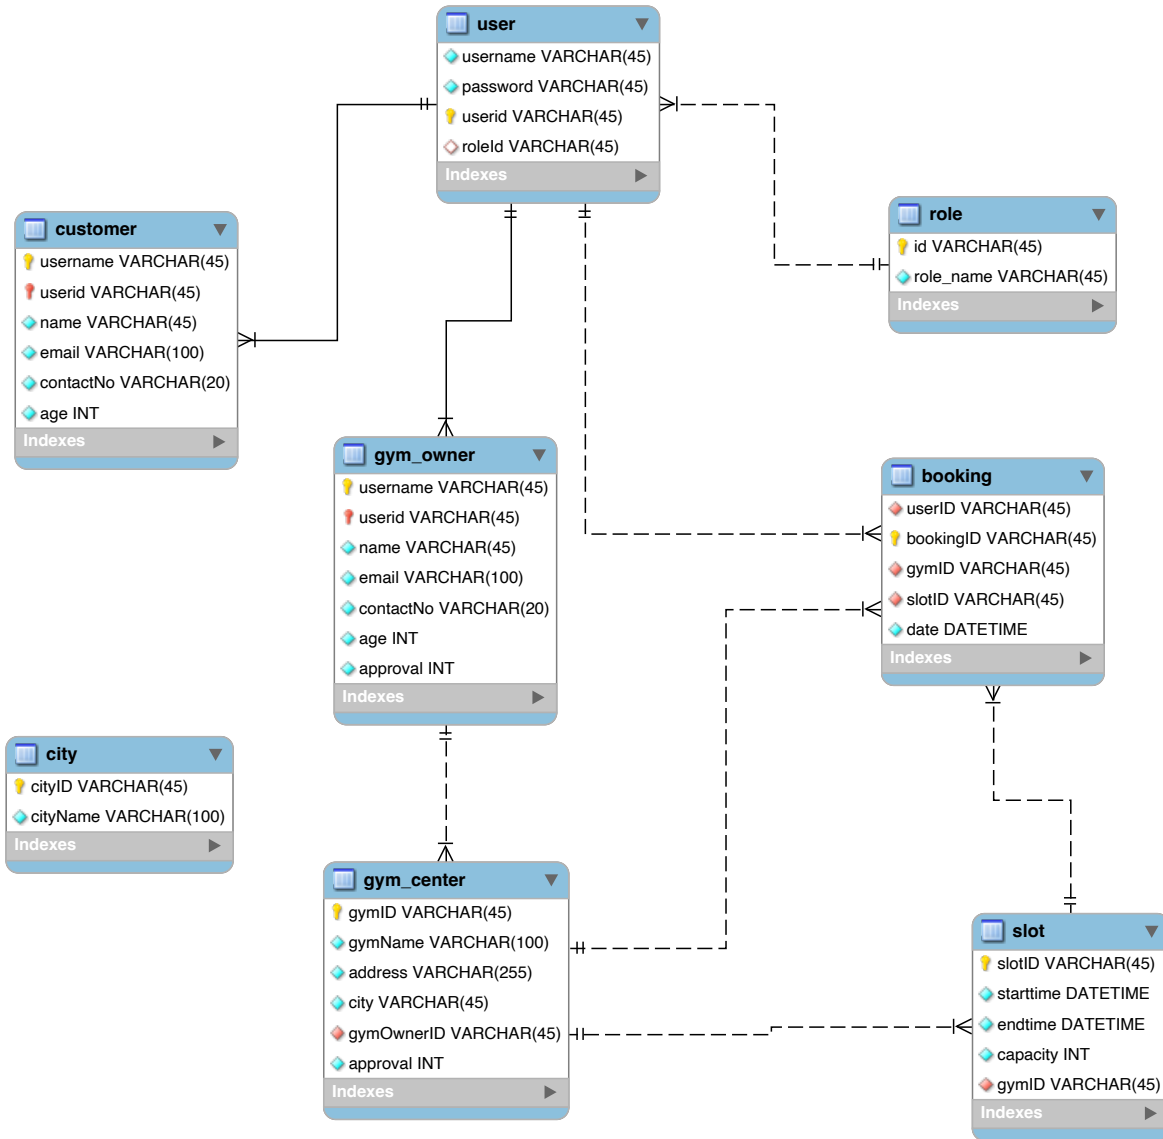 user
username VARCHAR(45)
password VARCHAR(45)
userid VARCHAR(45)
roleId VARCHAR(45)
Indexes
role
id VARCHAR(45)
role_name VARCHAR(45)
Indexes
customer
username VARCHAR(45)
userid VARCHAR(45)
name VARCHAR(45)
email VARCHAR(100)
contactNo VARCHAR(20)
age INT
Indexes
gym_owner
username VARCHAR(45)
userid VARCHAR(45)
name VARCHAR(45)
email VARCHAR(100)
contactNo VARCHAR(20)
age INT
approval INT
Indexes
booking
userID VARCHAR(45)
bookingID VARCHAR(45)
gymID VARCHAR(45)
slotID VARCHAR(45)
date DATETIME
Indexes
city
cityID VARCHAR(45)
cityName VARCHAR(100)
Indexes
gym_center
gymID VARCHAR(45)
gymName VARCHAR(100)
address VARCHAR(255)
city VARCHAR(45)
gymOwnerID VARCHAR(45)
approval INT
Indexes
slot
slotID VARCHAR(45)
starttime DATETIME
endtime DATETIME
capacity INT
gymID VARCHAR(45)
Indexes